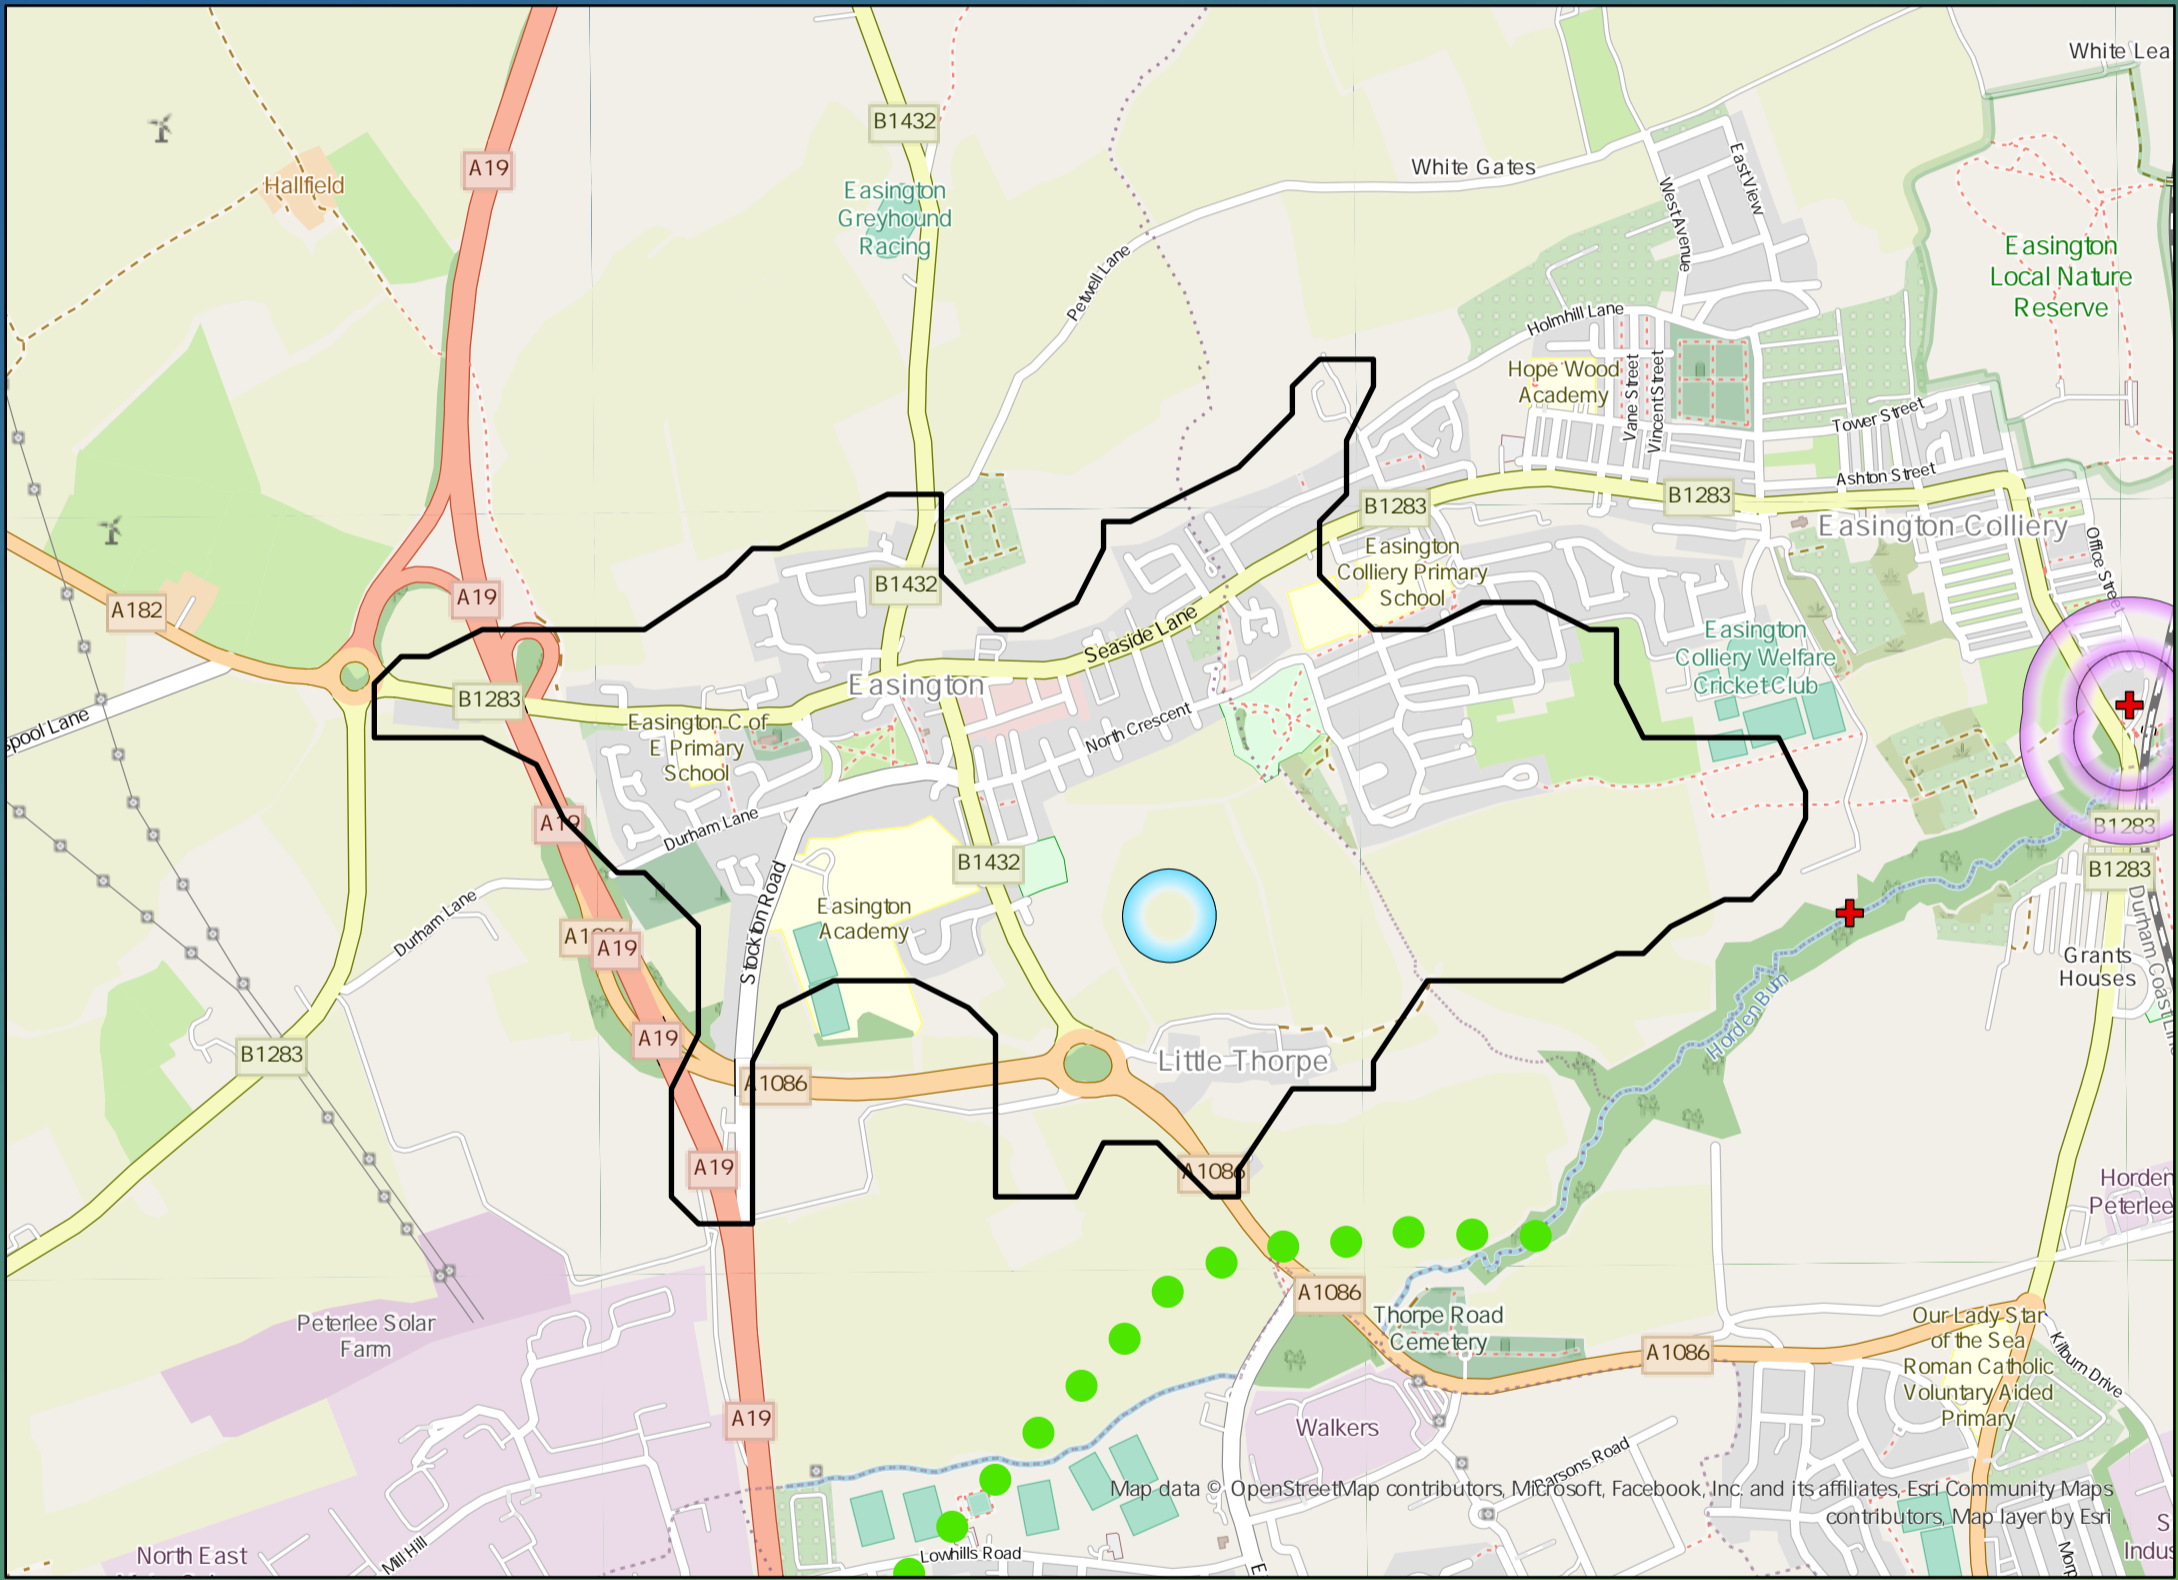 White Lea
B1432
A19
White Gates
East View
West Avenue
Hallfield
Easington
Greyhound
Racing
Easington
Local Nature
Reserve
Petwell Lane
Holmhill Lane
Hope Wood
Academy
Vane Street
Vincent Street
Tower Street
Ashton Street
B1283
B1283
Easington Colliery
Office Street
Easington
Colliery Primary
School
A182
A19
B1432
Seaside Lane
Easington
Colliery Welfare
Cricket Club
Easington
B1283
Spool Lane
Easington C of
E Primary
School
North Crescent
A19
Durham Lane
B1283
B1432
B1283
Stockton Road
Easington
Academy
Durham Lane
A19
Grants
Houses
Durham Coast Line
Horden Burn
A19
B1283
Little Thorpe
A1086
A19
A1086
Horden
Peterlee
A1086
Peterlee Solar
Farm
Thorpe Road
Cemetery
A1086
Our Lady Star
of the Sea
Roman Catholic
Voluntary Aided
Primary
Kilburn Drive
A19
Walkers
Parsons Road
Map data © OpenStreetMap contributors, Microsoft, Facebook, Inc. and its affiliates, Esri Community Maps
contributors, Map layer by Esri
North East
Mill Hill
Lowhills Road
S
Indus